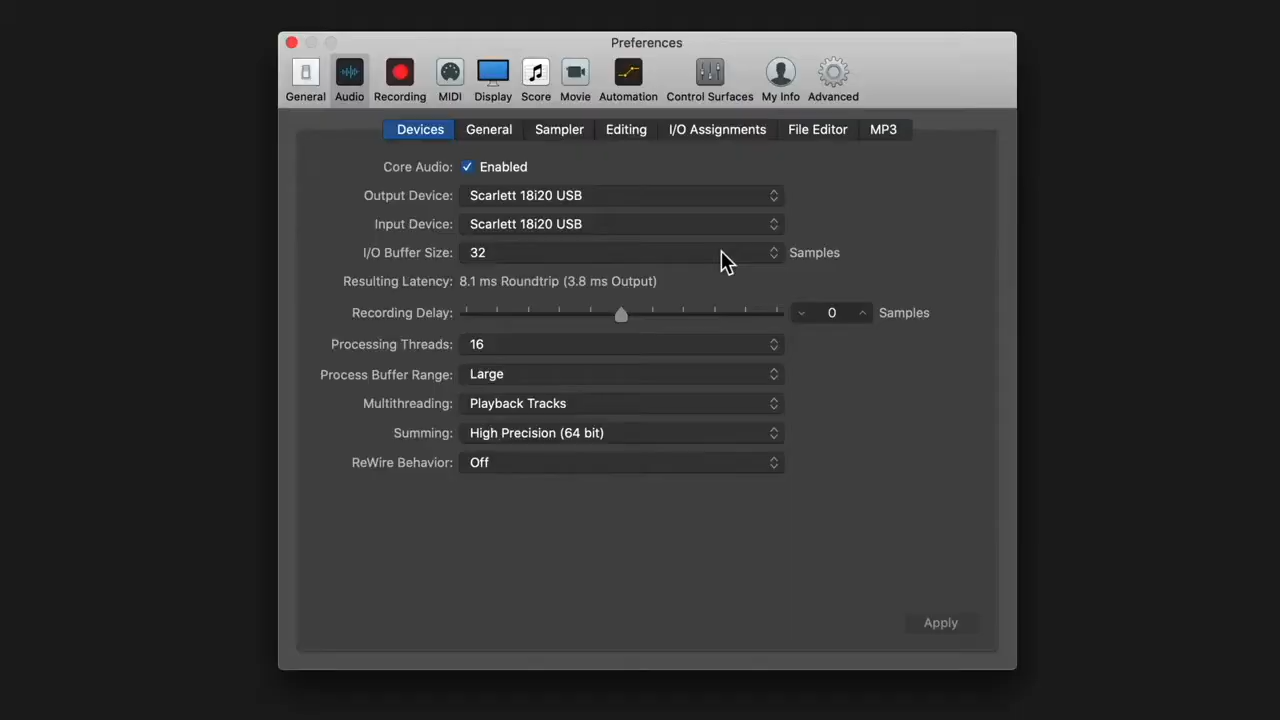 Preferences
General Audio Recording MIDI Display Score Movie Automation Control Surfaces My Info Advanced
Devices General Sampler Editing I/O Assignments File Editor MP3
Core Audio: Enabled
Output Device: Scarlett 18i20 USB
Input Device: Scarlett 18i20 USB
I/O Buffer Size: 32 Samples
Resulting Latency: 8.1 ms Roundtrip (3.8 ms Output)
Recording Delay: 0 Samples
Processing Threads: 16
Process Buffer Range: Large
Multithreading: Playback Tracks
Summing: High Precision (64 bit)
ReWire Behavior: Off
Apply